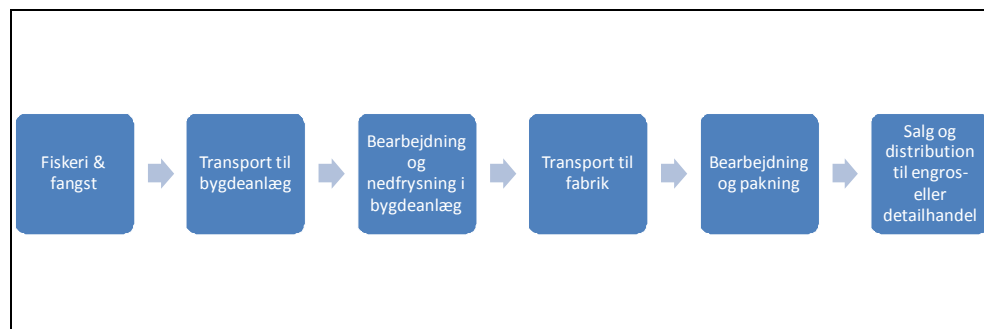 Fiskeri &
fangst
Transport til
bygdeanlæg
Bearbejdning
og
nedfrysning i
bygdeanlæg
Transport til
fabrik
Bearbejdning
og pakning
Salg og
distribution
til engros-
eller
detailhandel